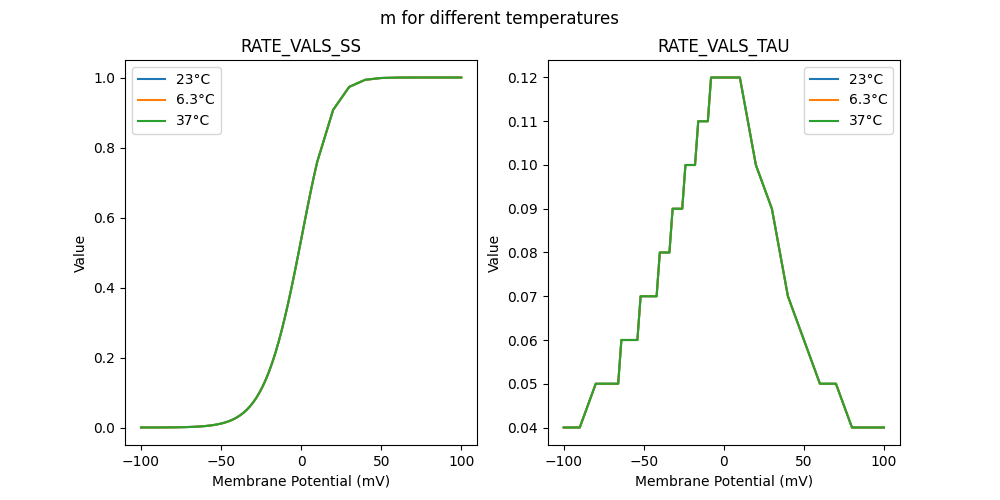 m for different temperatures
RATE_VALS_SS
1.0
0.8
0.6
0.4
0.2
0.0
Value
−100
−50
0
50
100
Membrane Potential (mV)
23°C
6.3°C
37°C
RATE_VALS_TAU
0.12
0.11
0.10
0.09
0.08
0.07
0.06
0.05
0.04
Value
−100
−50
0
50
100
Membrane Potential (mV)
23°C
6.3°C
37°C